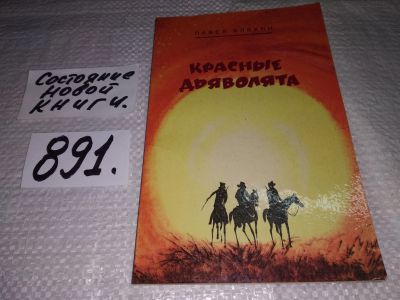 Состояние
новой
книги.
891.
ПАВЕЛ БЛЯХИН
КРАСНЫЕ
ДЬЯВОЛЯТА